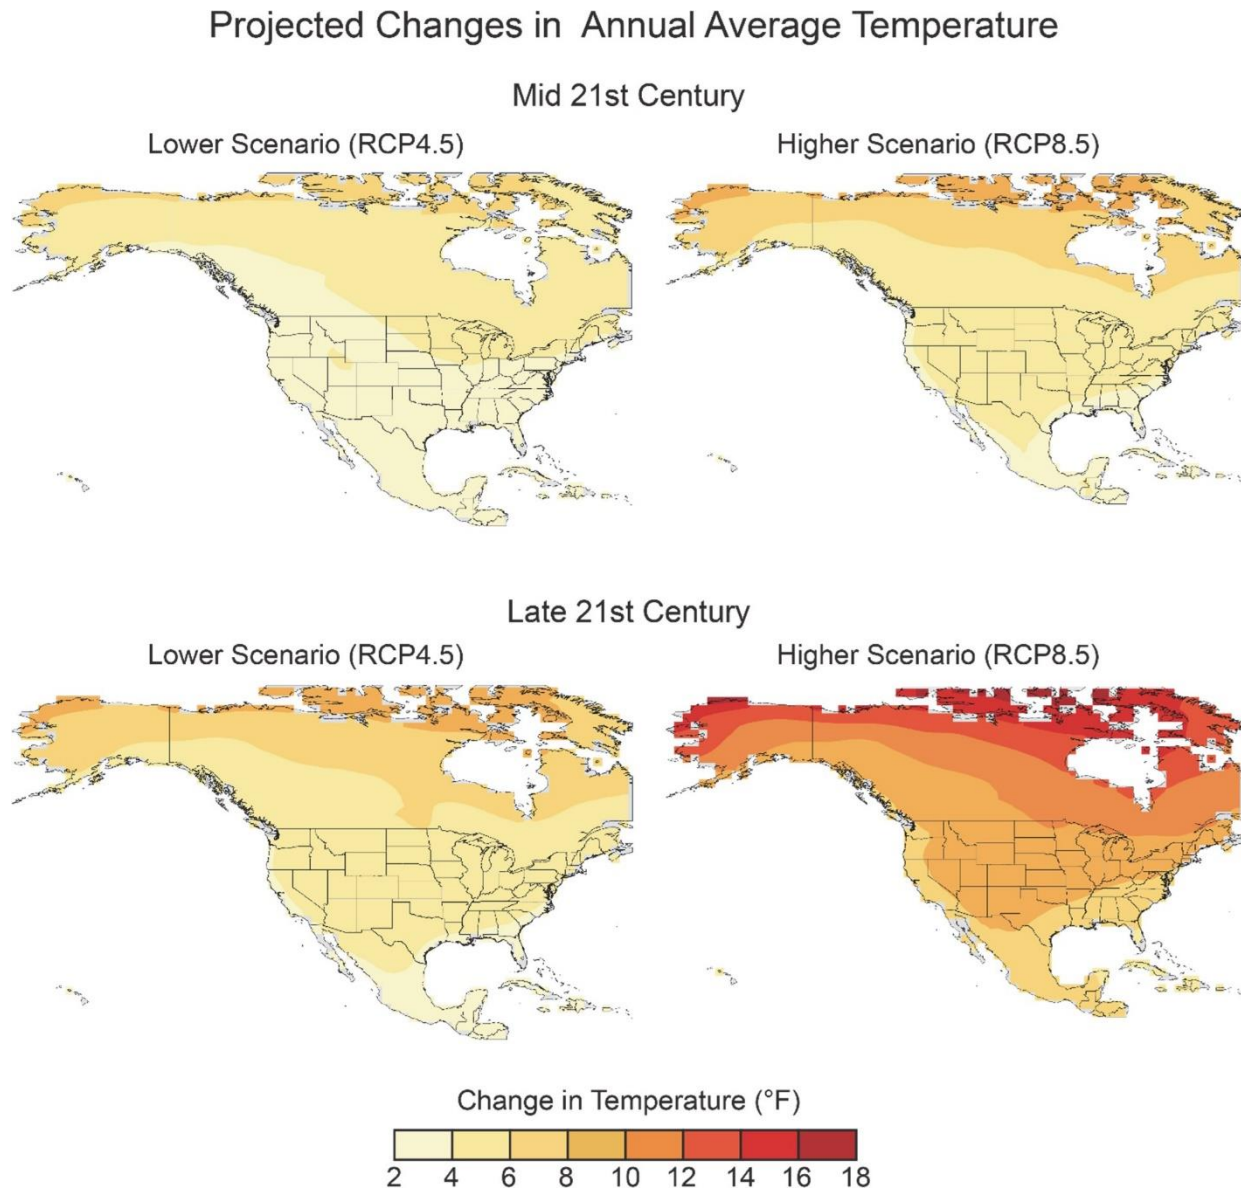 Projected Changes in Annual Average Temperature
Mid 21st Century
Lower Scenario (RCP4.5)
Higher Scenario (RCP8.5)
Late 21st Century
Lower Scenario (RCP4.5)
Higher Scenario (RCP8.5)
Change in Temperature (°F)
2 4 6 8 10 12 14 16 18